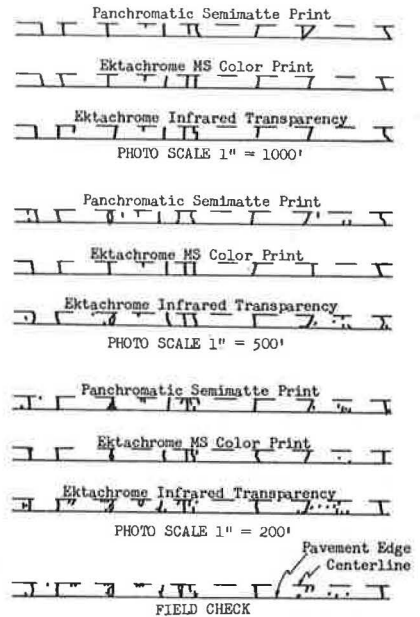 Panchromatic Semimatte Print
Ektachrome MS Color Print
Ektachrome Infrared Transparency
PHOTO SCALE 1" = 1000'
Panchromatic Semimatte Print
Ektachrome MS Color Print
Ektachrome Infrared Transparency
PHOTO SCALE 1" = 500'
Panchromatic Semimatte Print
Ektachrome MS Color Print
Ektachrome Infrared Transparency
PHOTO SCALE 1" = 200'
Pavement Edge
Centerline
FIELD CHECK